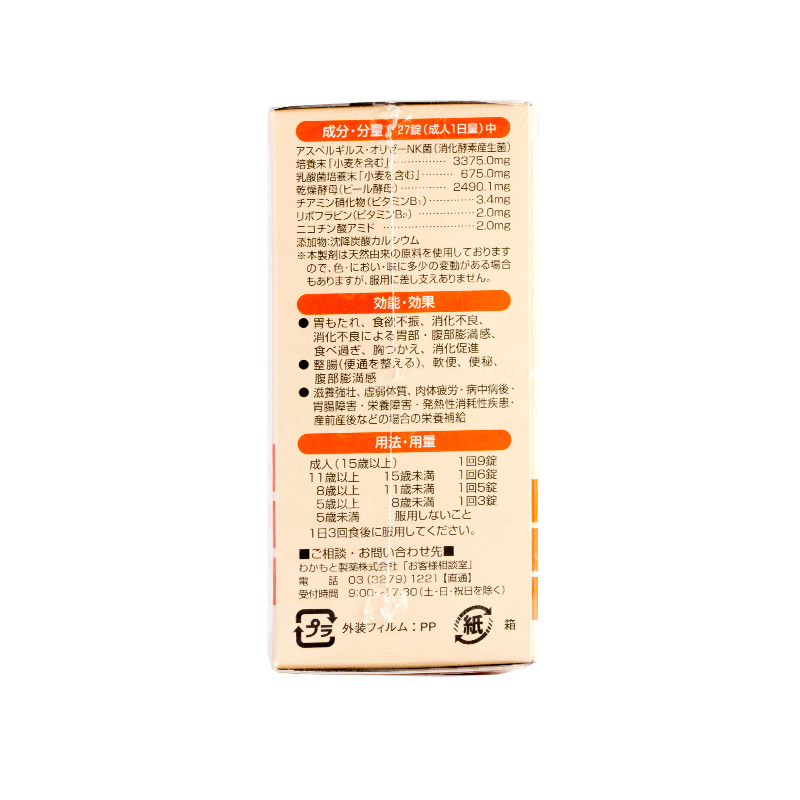 成分・分量 27錠(成人1日量)中
アスペルギルス・オリゼーNK菌(消化酵素産生菌)
培養末「小麦を含む」 ················ 3375.0mg
乳酸菌培養末「小麦を含む」 ········· 675.0mg
乾燥酵母(ビール酵母) ············· 2490.1mg
チアミン硝化物(ビタミンB1) ············ 3.4mg
リボフラビン(ビタミンB2) ··············· 2.0mg
ニコチン酸アミド ························ 2.0mg
添加物:沈降炭酸カルシウム
※本製剤は天然由来の原料を使用しております
ので、色・におい・味に多少の変動がある場合
もありますが、服用に差し支えありません。
効能・効果
●胃もたれ、食欲不振、消化不良、
消化不良による胃部・腹部膨満感、
食べ過ぎ、胸つかえ、消化促進
●整腸(便通を整える)、軟便、便秘、
腹部膨満感
●滋養強壮、虚弱体質、肉体疲労・病中病後・
胃腸障害・栄養障害・発熱性消耗性疾患・
産前産後などの場合の栄養補給
用法・用量
成人(15歳以上) 1回9錠
11歳以上 15歳未満 1回6錠
8歳以上 11歳未満 1回5錠
5歳以上 8歳未満 1回3錠
5歳未満 服用しないこと
1日3回食後に服用してください。
■ご相談・お問い合わせ先■
わかもと製薬株式会社「お客様相談室」
電 話 03(3279)1221【直通】
受付時間 9:00〜17:30(土・日・祝日を除く)
プラ 外装フィルム:PP 紙 箱